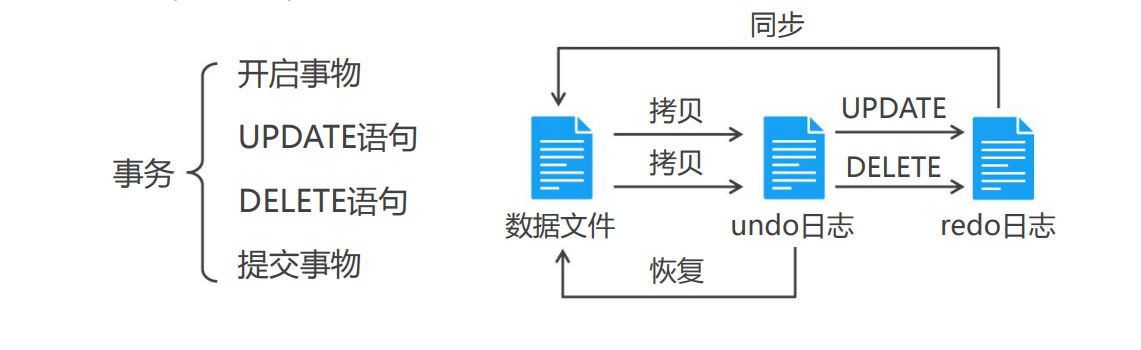 事务
开启事物
UPDATE语句
DELETE语句
提交事物
同步
拷贝
UPDATE
拷贝
DELETE
数据文件
undo日志
redo日志
恢复